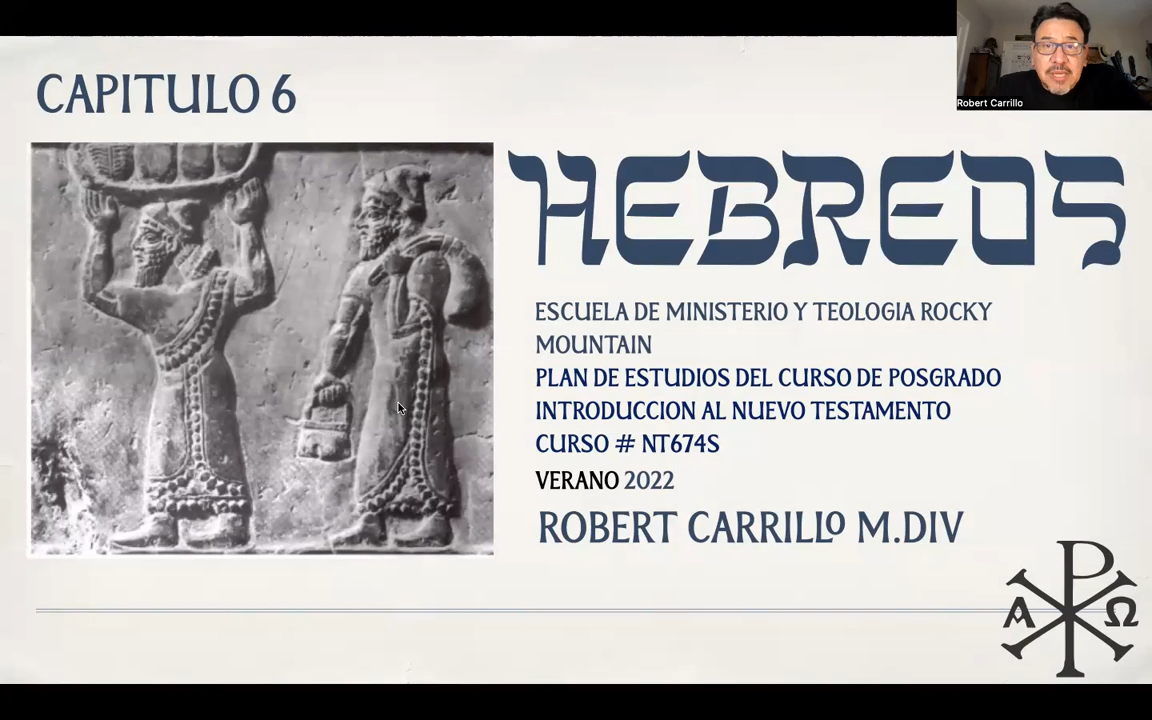 CAPITULO 6
Robert Carrillo
HEBREOS
ESCUELA DE MINISTERIO Y TEOLOGIA ROCKY
MOUNTAIN
PLAN DE ESTUDIOS DEL CURSO DE POSGRADO
INTRODUCCION AL NUEVO TESTAMENTO
CURSO # NT674S
VERANO 2022
ROBERT CARRILLO M.DIV
Α Ω